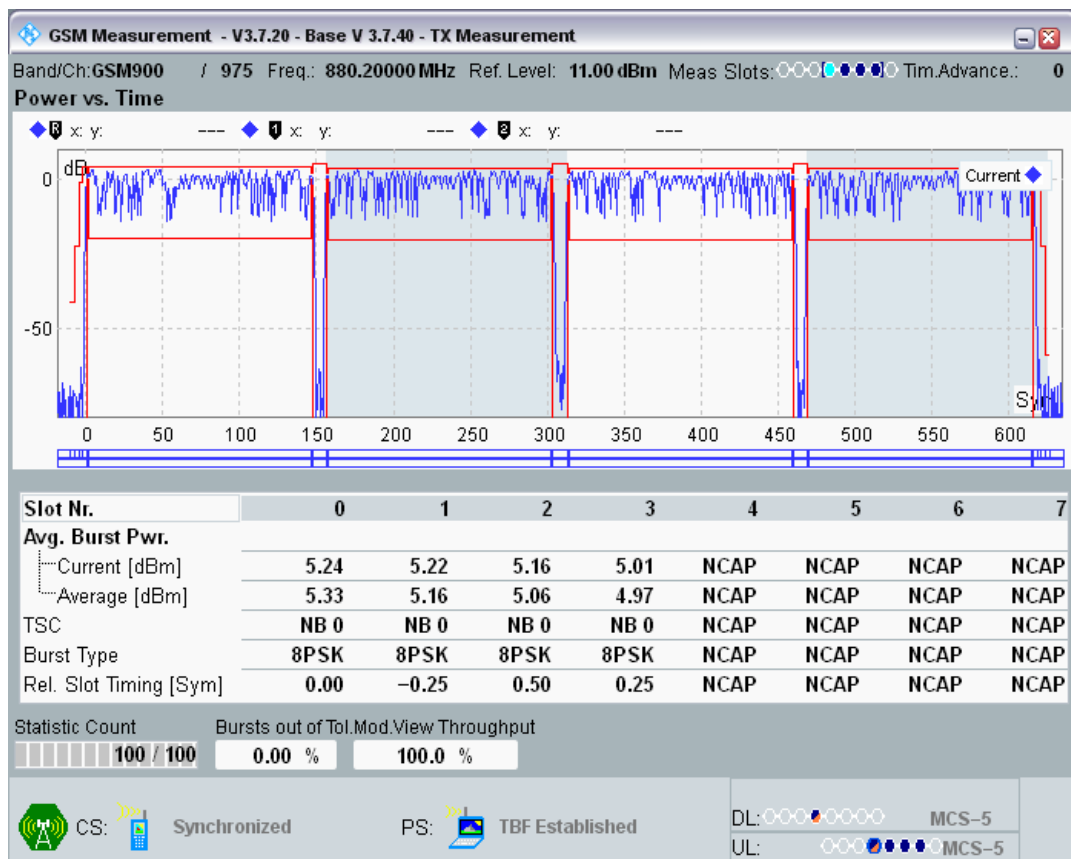 GSM Measurement - V3.7.20 - Base V 3.7.40 - TX Measurement
Band/Ch:GSM900 / 975 Freq.: 880.20000 MHz Ref. Level: 11.00 dBm Meas Slots: Tim.Advance.: 0
Power vs. Time
R x: y: --- 1 x: y: --- 2 x: y: ---
dB
Current
0
-50
Sym
0 50 100 150 200 250 300 350 400 450 500 550 600
Slot Nr. 0 1 2 3 4 5 6 7
Avg. Burst Pwr.
Current [dBm] 5.24 5.22 5.16 5.01 NCAP NCAP NCAP NCAP
Average [dBm] 5.33 5.16 5.06 4.97 NCAP NCAP NCAP NCAP
TSC NB 0 NB 0 NB 0 NB 0 NCAP NCAP NCAP NCAP
Burst Type 8PSK 8PSK 8PSK 8PSK NCAP NCAP NCAP NCAP
Rel. Slot Timing [Sym] 0.00 −0.25 0.50 0.25 NCAP NCAP NCAP NCAP
Statistic Count Bursts out of Tol. Mod.View Throughput
100 / 100 0.00 % 100.0 %
CS: Synchronized PS: TBF Established
DL: MCS−5
UL: MCS−5